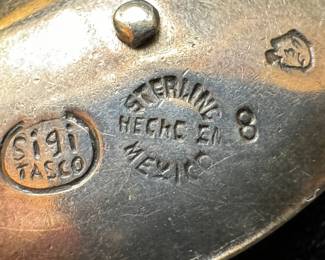 Sigi
TASCO
STERLING
HECHO EN
MEXICO
8